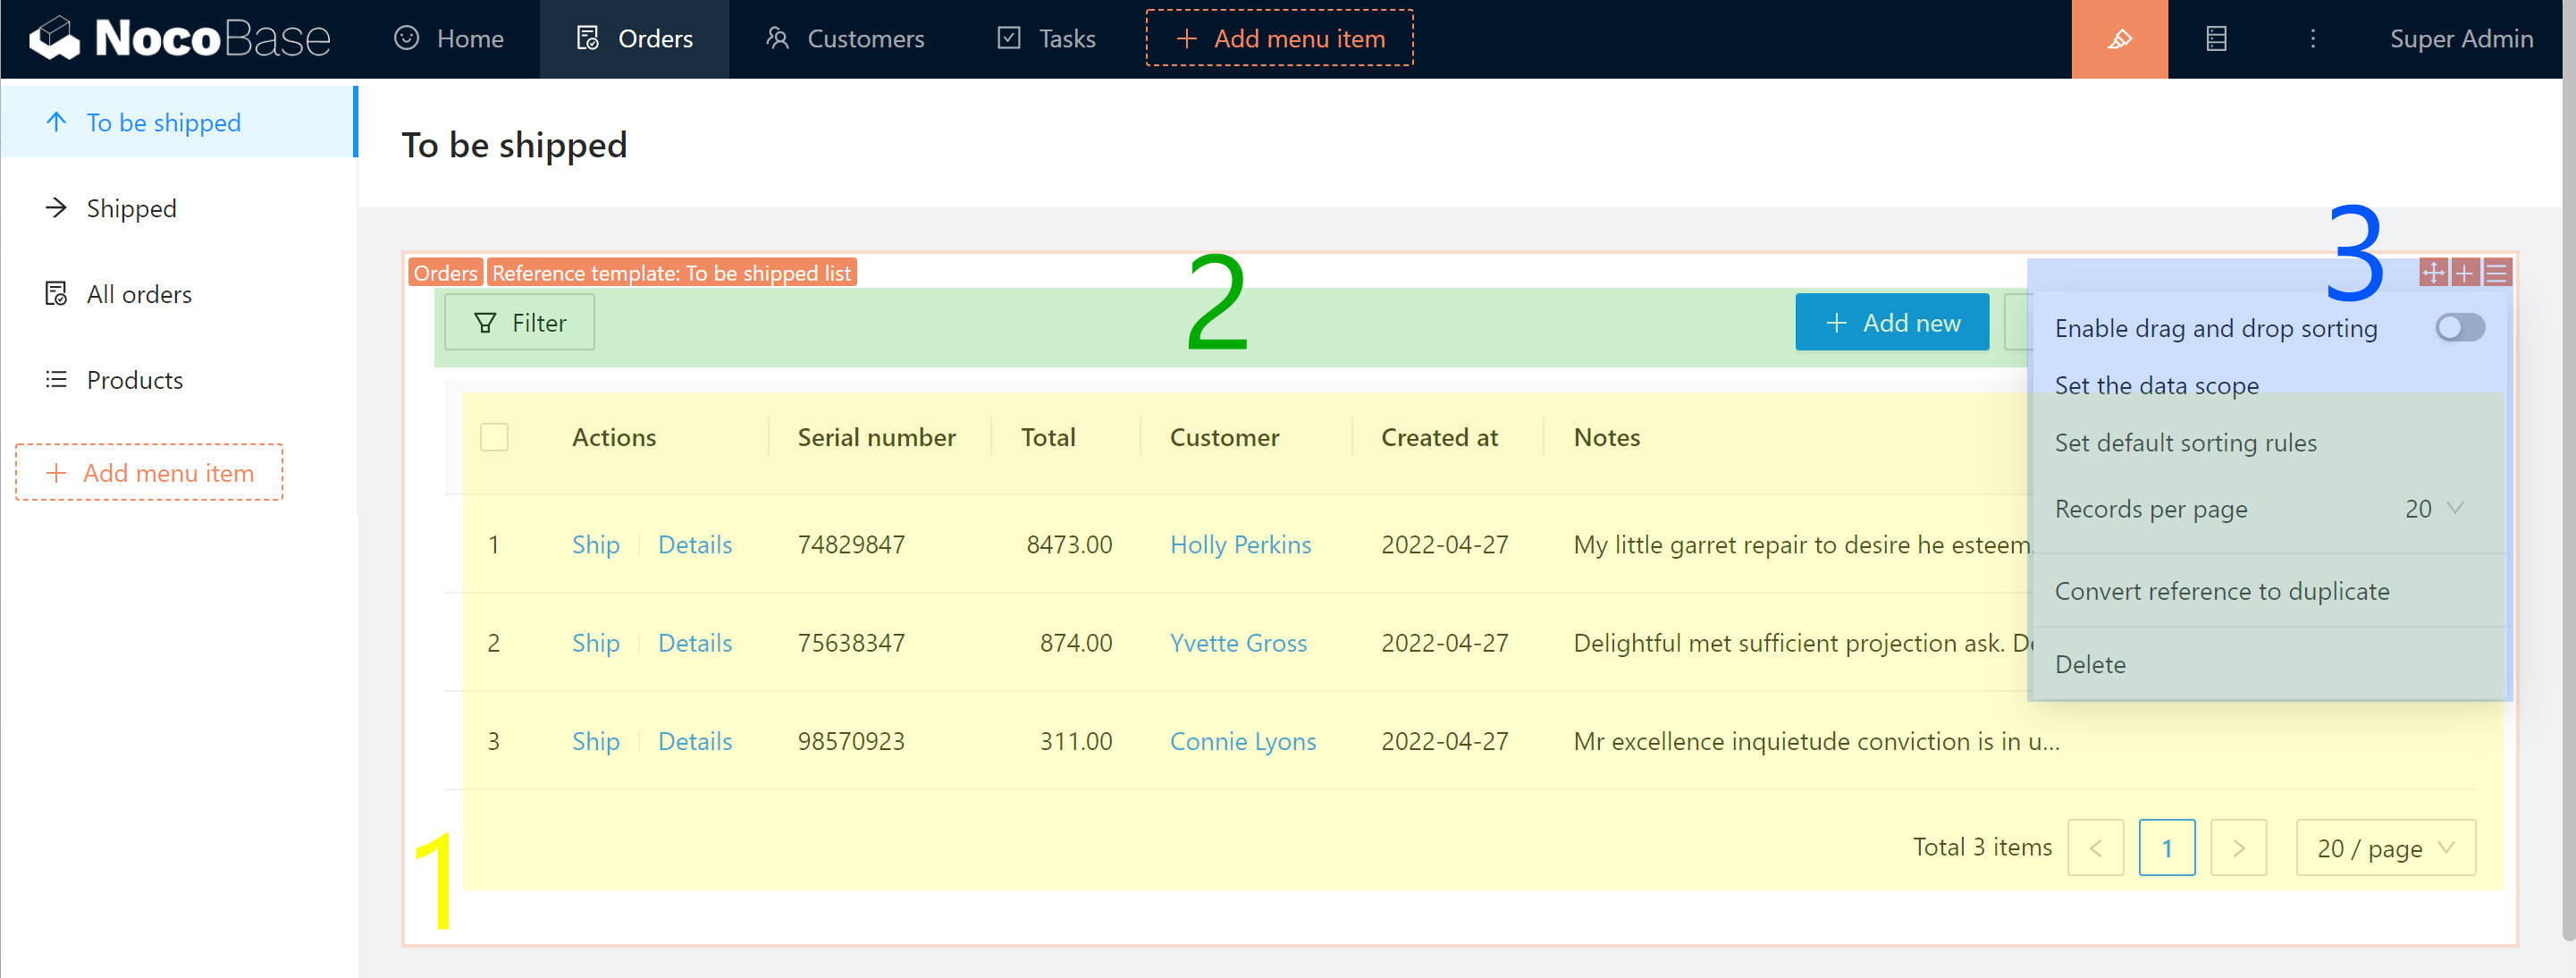 NocoBase Home Orders Customers Tasks + Add menu item Super Admin
To be shipped
Shipped
All orders
Products
+ Add menu item
To be shipped
Orders Reference template: To be shipped list
2
3
Filter + Add new
Enable drag and drop sorting
Set the data scope
Set default sorting rules
Records per page 20
Convert reference to duplicate
Delete
Actions Serial number Total Customer Created at Notes
1 Ship Details 74829847 8473.00 Holly Perkins 2022-04-27 My little garret repair to desire he esteem.
2 Ship Details 75638347 874.00 Yvette Gross 2022-04-27 Delightful met sufficient projection ask.
3 Ship Details 98570923 311.00 Connie Lyons 2022-04-27 Mr excellence inquietude conviction is in u...
1
Total 3 items < 1 > 20 / page